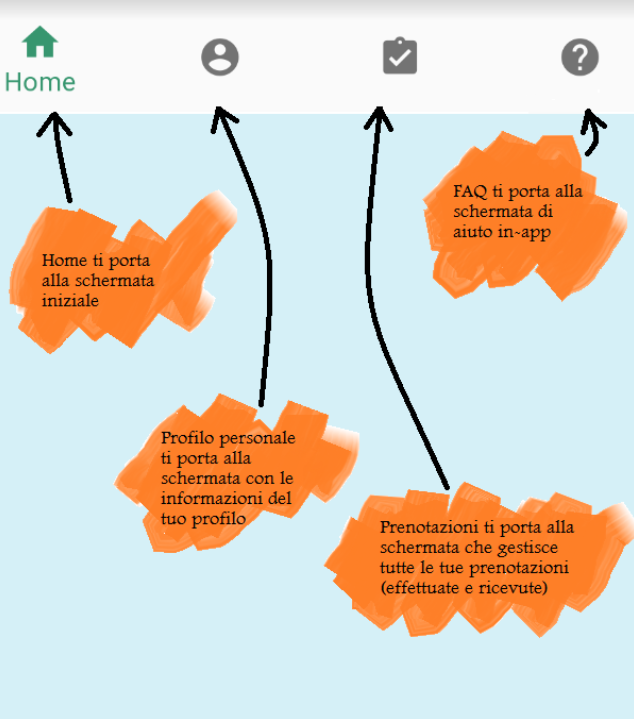 Home
Home ti porta
alla schermata
iniziale
Profilo personale
ti porta alla
schermata con le
informazioni del
tuo profilo
Prenotazioni ti porta alla
schermata che gestisce
tutte le tue prenotazioni
(effettuate e ricevute)
FAQ ti porta alla
schermata di
aiuto in-app